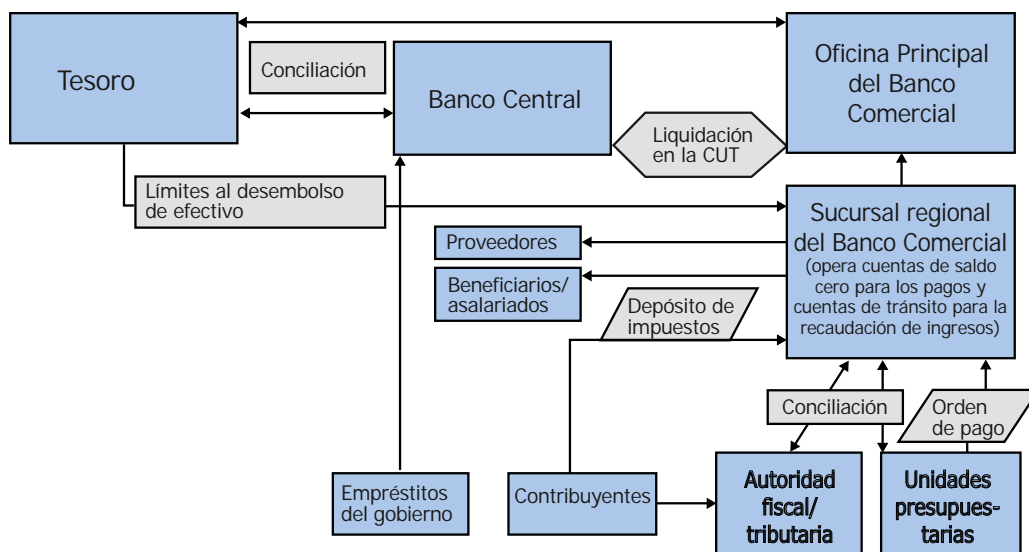 Tesoro
Conciliación
Banco Central
Oficina Principal
del Banco
Comercial
Liquidación
en la CUT
Límites al desembolso
de efectivo
Sucursal regional
del Banco Comercial
(opera cuentas de saldo
cero para los pagos y
cuentas de tránsito para la
recaudación de ingresos)
Proveedores
Beneficiarios/
asalariados
Depósito de
impuestos
Conciliación
Orden
de pago
Empréstitos
del gobierno
Contribuyentes
Autoridad
fiscal/
tributaria
Unidades
presupues-
tarias